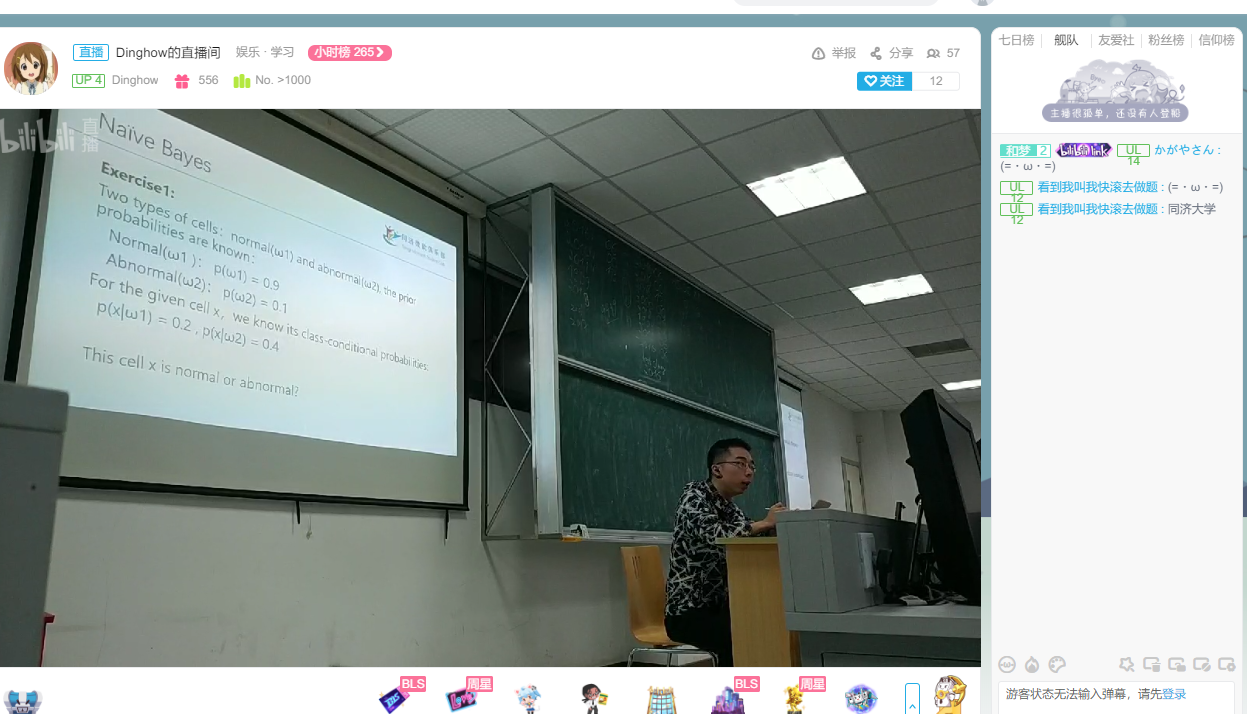 直播 Dinghow的直播间 娱乐 · 学习 小时榜 265
举报 分享 57
UP 4 Dinghow 556 No. >1000
关注 12
七日榜 舰队 友爱社 粉丝榜 信仰榜
主播很简单，还没有人登船
bilibili 直播
Naïve Bayes
Exercise1:
Two types of cells: normal(ω1) and abnormal(ω2), the prior
probabilities are known:
Normal(ω1 ): p(ω1) = 0.9
Abnormal(ω2): p(ω2) = 0.1
For the given cell x, we know its class-conditional probabilities:
p(x|ω1) = 0.2 , p(x|ω2) = 0.4
This cell x is normal or abnormal?
和梦 2 bilibili link UL 14 かがやさん :
(=・ω・=)
UL 12 看到我叫我快滚去做题 : (=・ω・=)
UL 12 看到我叫我快滚去做题 : 同济大学
BLS
周星
BLS
周星
游客状态无法输入弹幕，请先登录